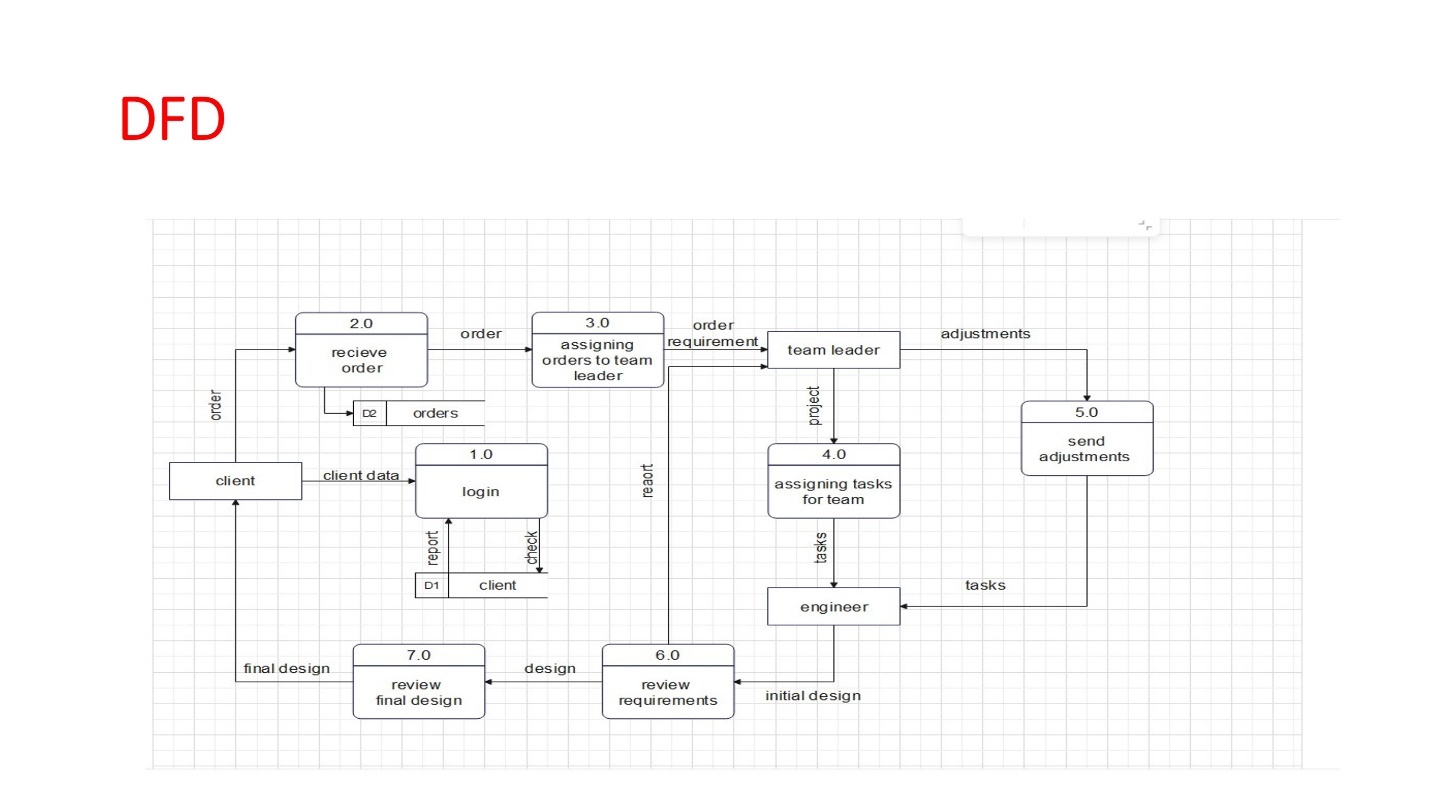 DFD
2.0
recieve
order
order
3.0
assigning
orders to team
leader
order
requirement
team leader
adjustments
5.0
send
adjustments
order
D2
orders
project
client
client data
1.0
login
reaort
4.0
assigning tasks
for team
report
check
D1
client
tasks
engineer
tasks
final design
7.0
review
final design
design
6.0
review
requirements
initial design